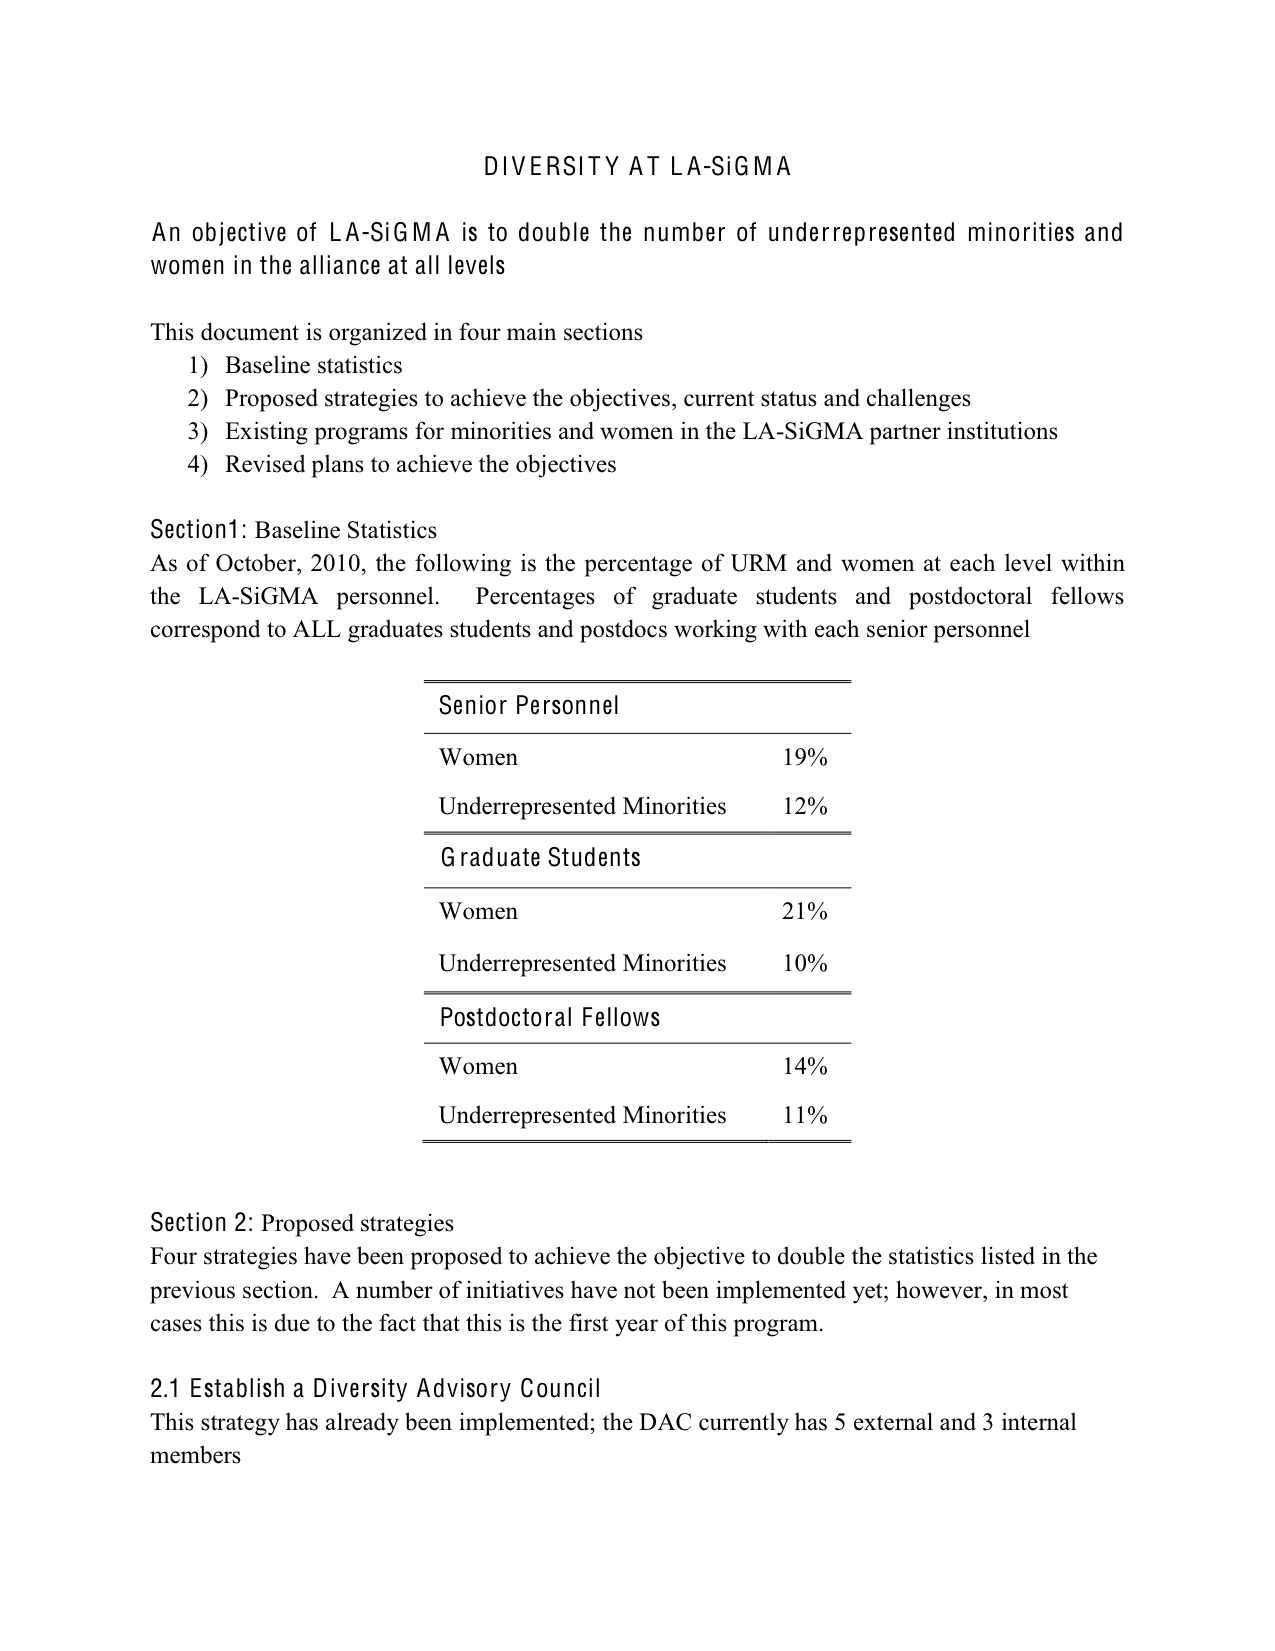 DIVERSITY AT LA-SiGMA
An objective of LA-SiGMA is to double the number of underrepresented minorities and
women in the alliance at all levels
This document is organized in four main sections
1) Baseline statistics
2) Proposed strategies to achieve the objectives, current status and challenges
3) Existing programs for minorities and women in the LA-SiGMA partner institutions
4) Revised plans to achieve the objectives
Section1: Baseline Statistics
As of October, 2010, the following is the percentage of URM and women at each level within
the LA-SiGMA personnel. Percentages of graduate students and postdoctoral fellows
correspond to ALL graduates students and postdocs working with each senior personnel
Senior Personnel
Women 19%
Underrepresented Minorities 12%
Graduate Students
Women 21%
Underrepresented Minorities 10%
Postdoctoral Fellows
Women 14%
Underrepresented Minorities 11%
Section 2: Proposed strategies
Four strategies have been proposed to achieve the objective to double the statistics listed in the
previous section. A number of initiatives have not been implemented yet; however, in most
cases this is due to the fact that this is the first year of this program.
2.1 Establish a Diversity Advisory Council
This strategy has already been implemented; the DAC currently has 5 external and 3 internal
members